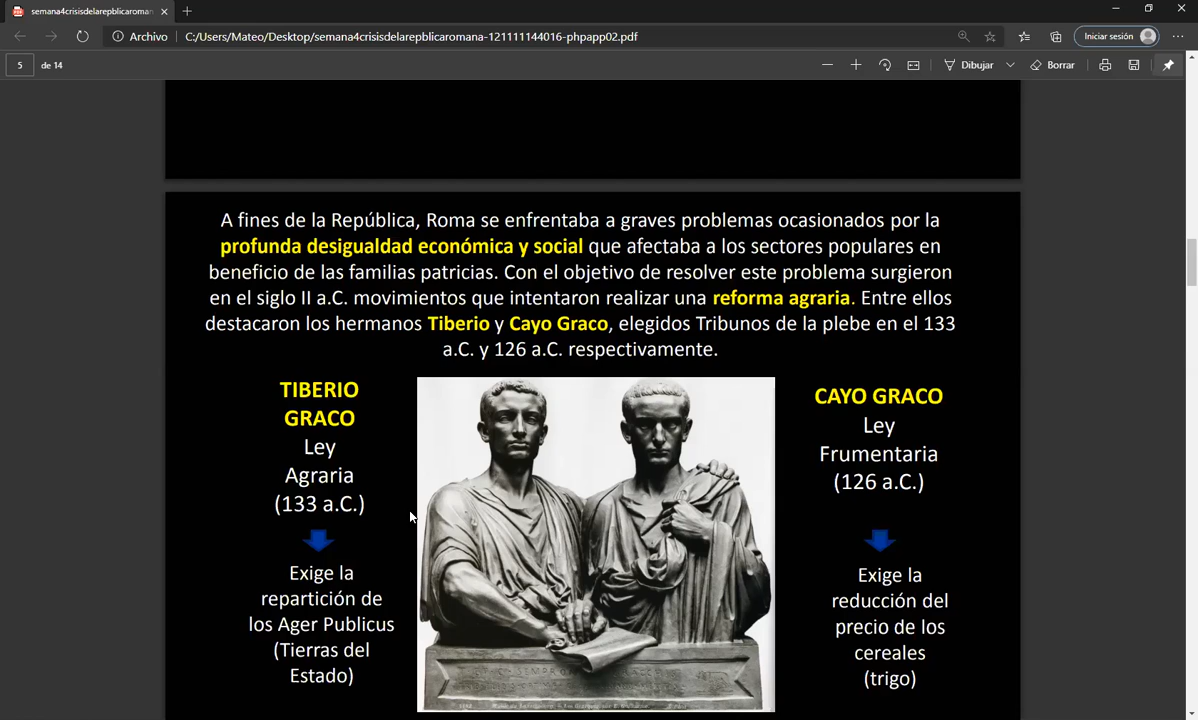 semana4crisisdelarepblicaroman
Archivo
C:/Users/Mateo/Desktop/semana4crisisdelarepblicaromana-121111144016-phpapp02.pdf
Iniciar sesión
5
de 14
Dibujar
Borrar
A fines de la República, Roma se enfrentaba a graves problemas ocasionados por la
profunda desigualdad económica y social que afectaba a los sectores populares en
beneficio de las familias patricias. Con el objetivo de resolver este problema surgieron
en el siglo II a.C. movimientos que intentaron realizar una reforma agraria. Entre ellos
destacaron los hermanos Tiberio y Cayo Graco, elegidos Tribunos de la plebe en el 133
a.C. y 126 a.C. respectivamente.
TIBERIO
GRACO
Ley
Agraria
(133 a.C.)
Exige la
repartición de
los Ager Publicus
(Tierras del
Estado)
CAYO GRACO
Ley
Frumentaria
(126 a.C.)
Exige la
reducción del
precio de los
cereales
(trigo)